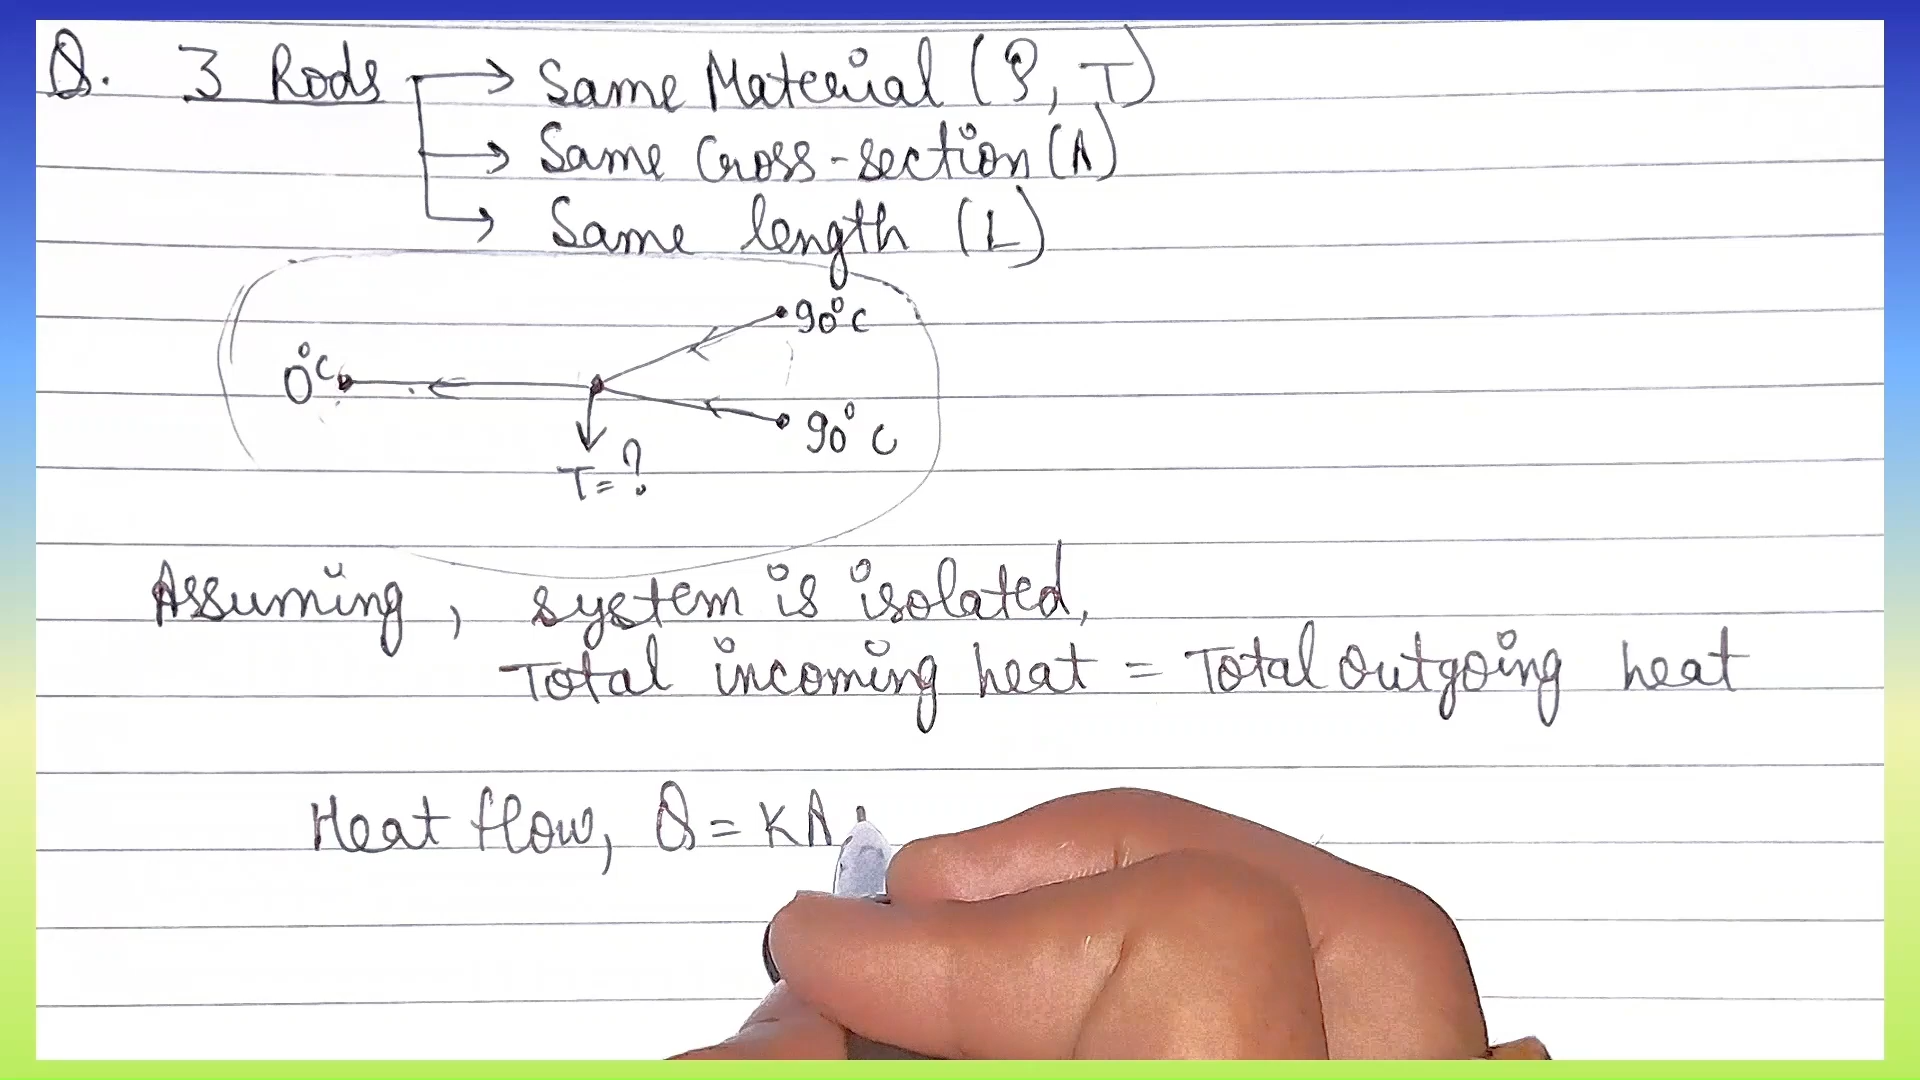 Q. 3 Rods → Same Material (ρ, T)
→ Same Cross-section (A)
→ Same length (L)
90°C
0°C
90°C
T = ?
Assuming, system is isolated,
Total incoming heat = Total outgoing heat
Heat flow, Q = KA